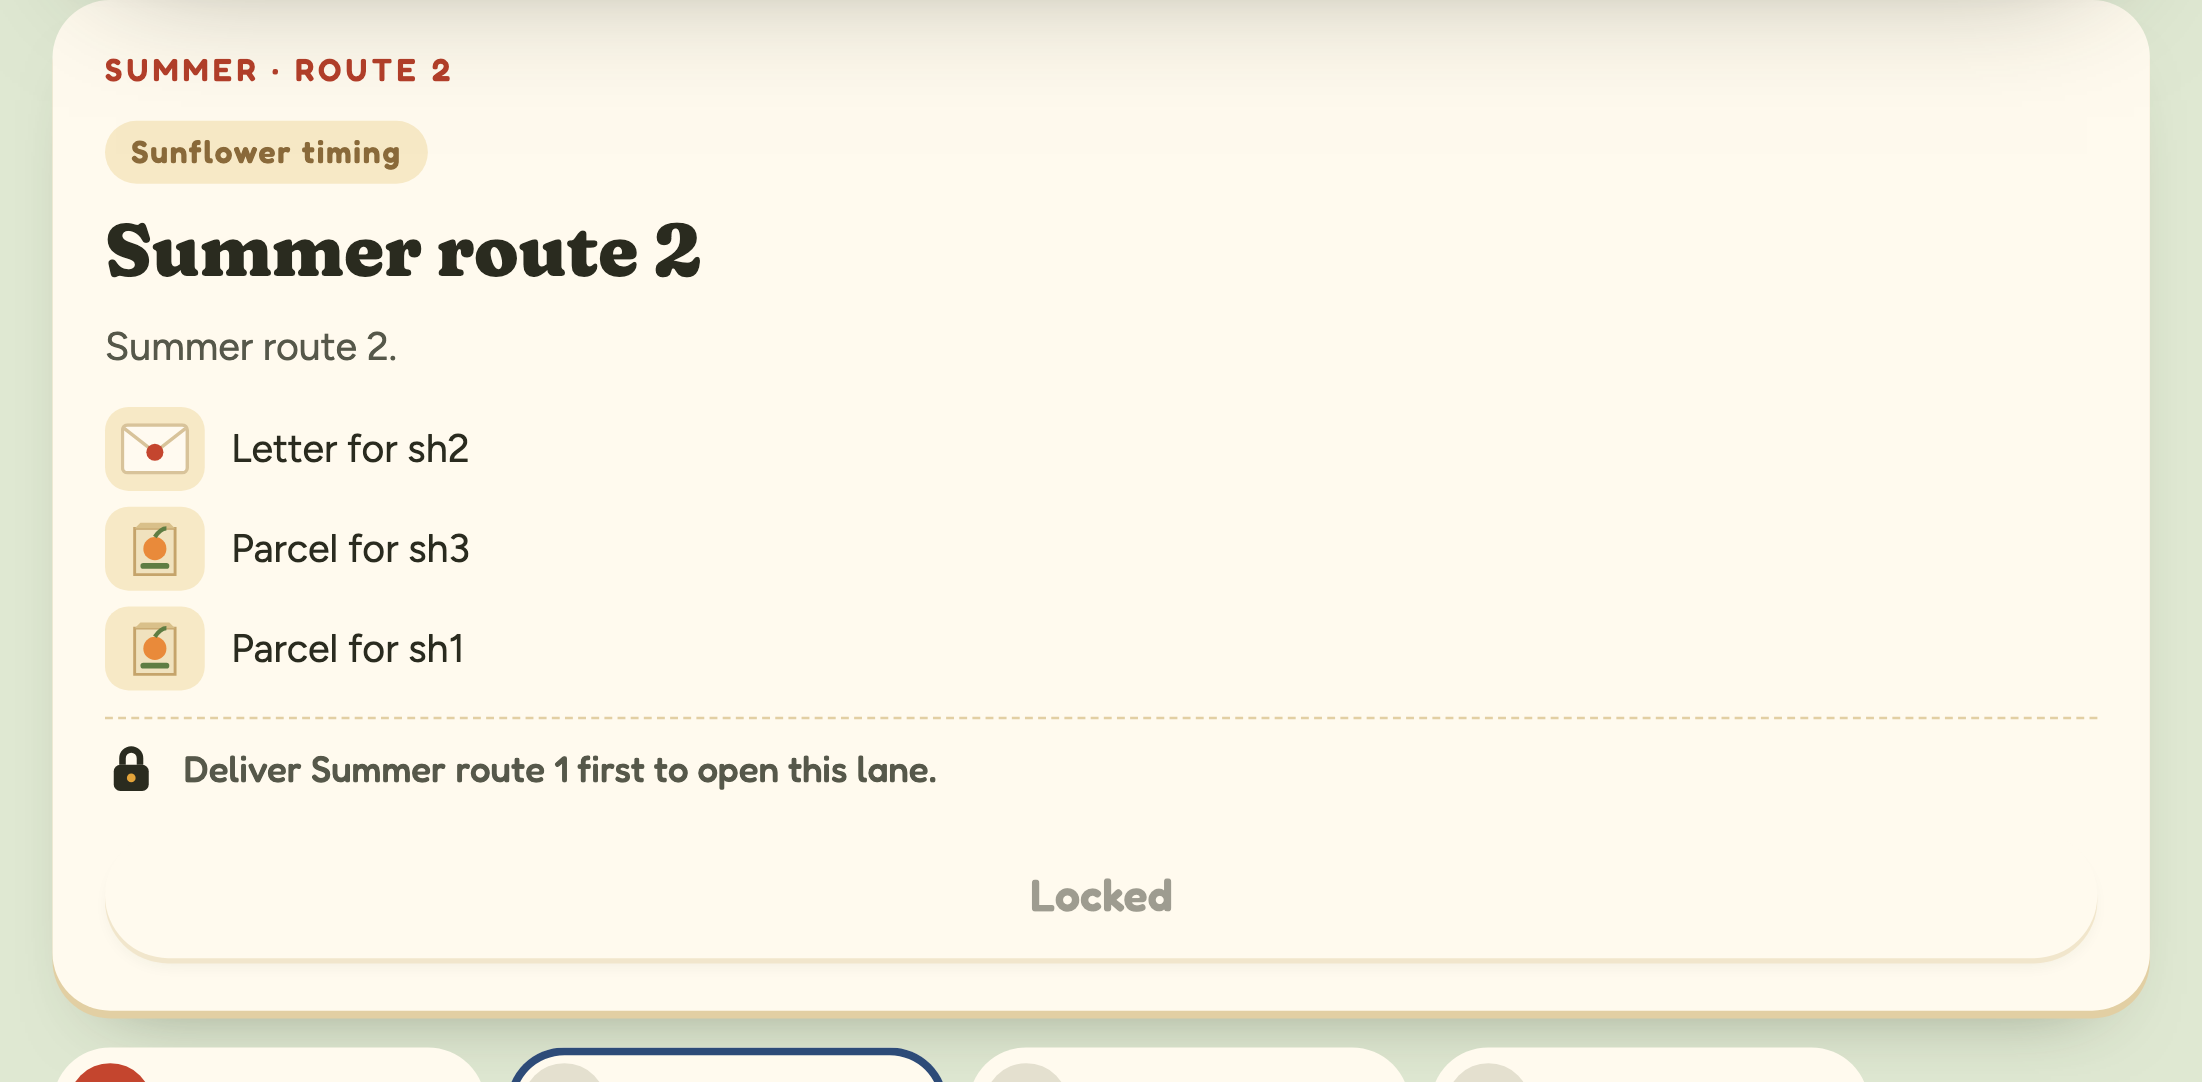 SUMMER · ROUTE 2
Sunflower timing
Summer route 2
Summer route 2.
Letter for sh2
Parcel for sh3
Parcel for sh1
Deliver Summer route 1 first to open this lane.
Locked